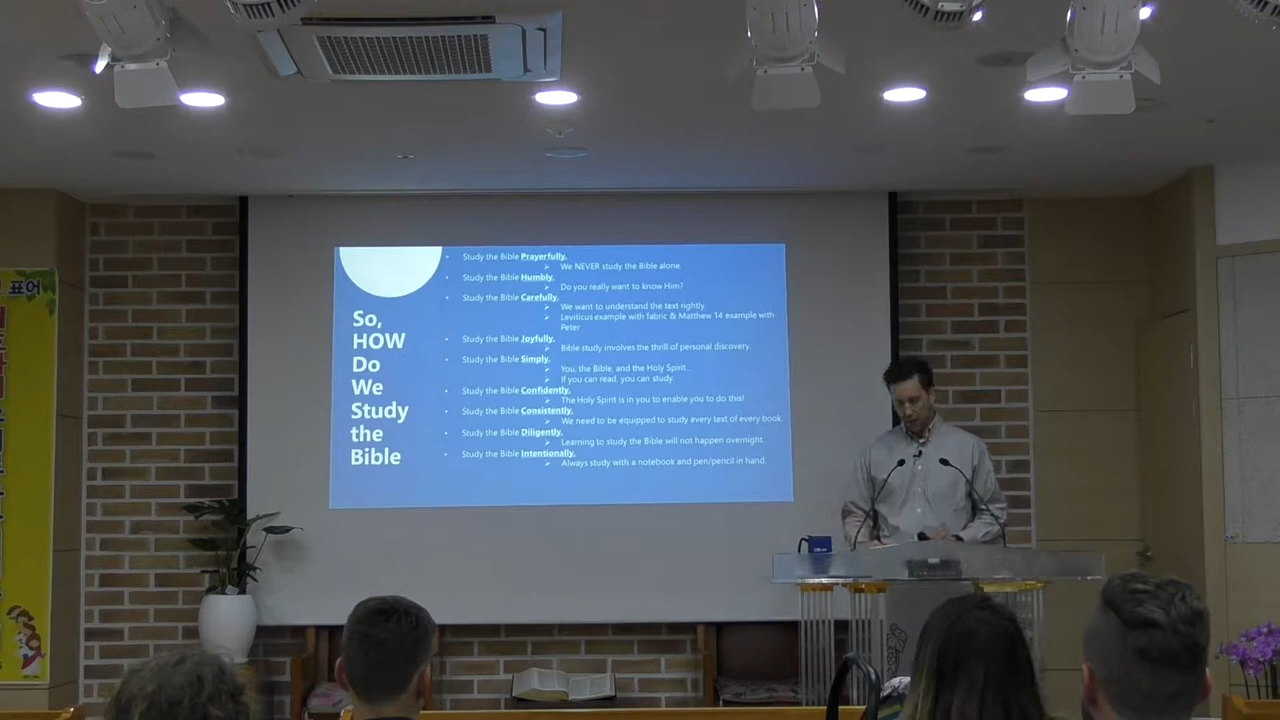 표어
So,
HOW
Do
We
Study
the
Bible
• Study the Bible Prayerfully.
➢ We NEVER study the Bible alone.
• Study the Bible Humbly.
➢ Do you really want to know Him?
• Study the Bible Carefully.
➢ We want to understand the text rightly.
➢ Leviticus example with fabric & Matthew 14 example with
Peter
• Study the Bible Joyfully.
➢ Bible study involves the thrill of personal discovery.
• Study the Bible Simply.
➢ You, the Bible, and the Holy Spirit...
➢ If you can read, you can study.
• Study the Bible Confidently.
➢ The Holy Spirit is in you to enable you to do this!
• Study the Bible Consistently.
➢ We need to be equipped to study every text of every book.
• Study the Bible Diligently.
➢ Learning to study the Bible will not happen overnight.
• Study the Bible Intentionally.
➢ Always study with a notebook and pen/pencil in hand.